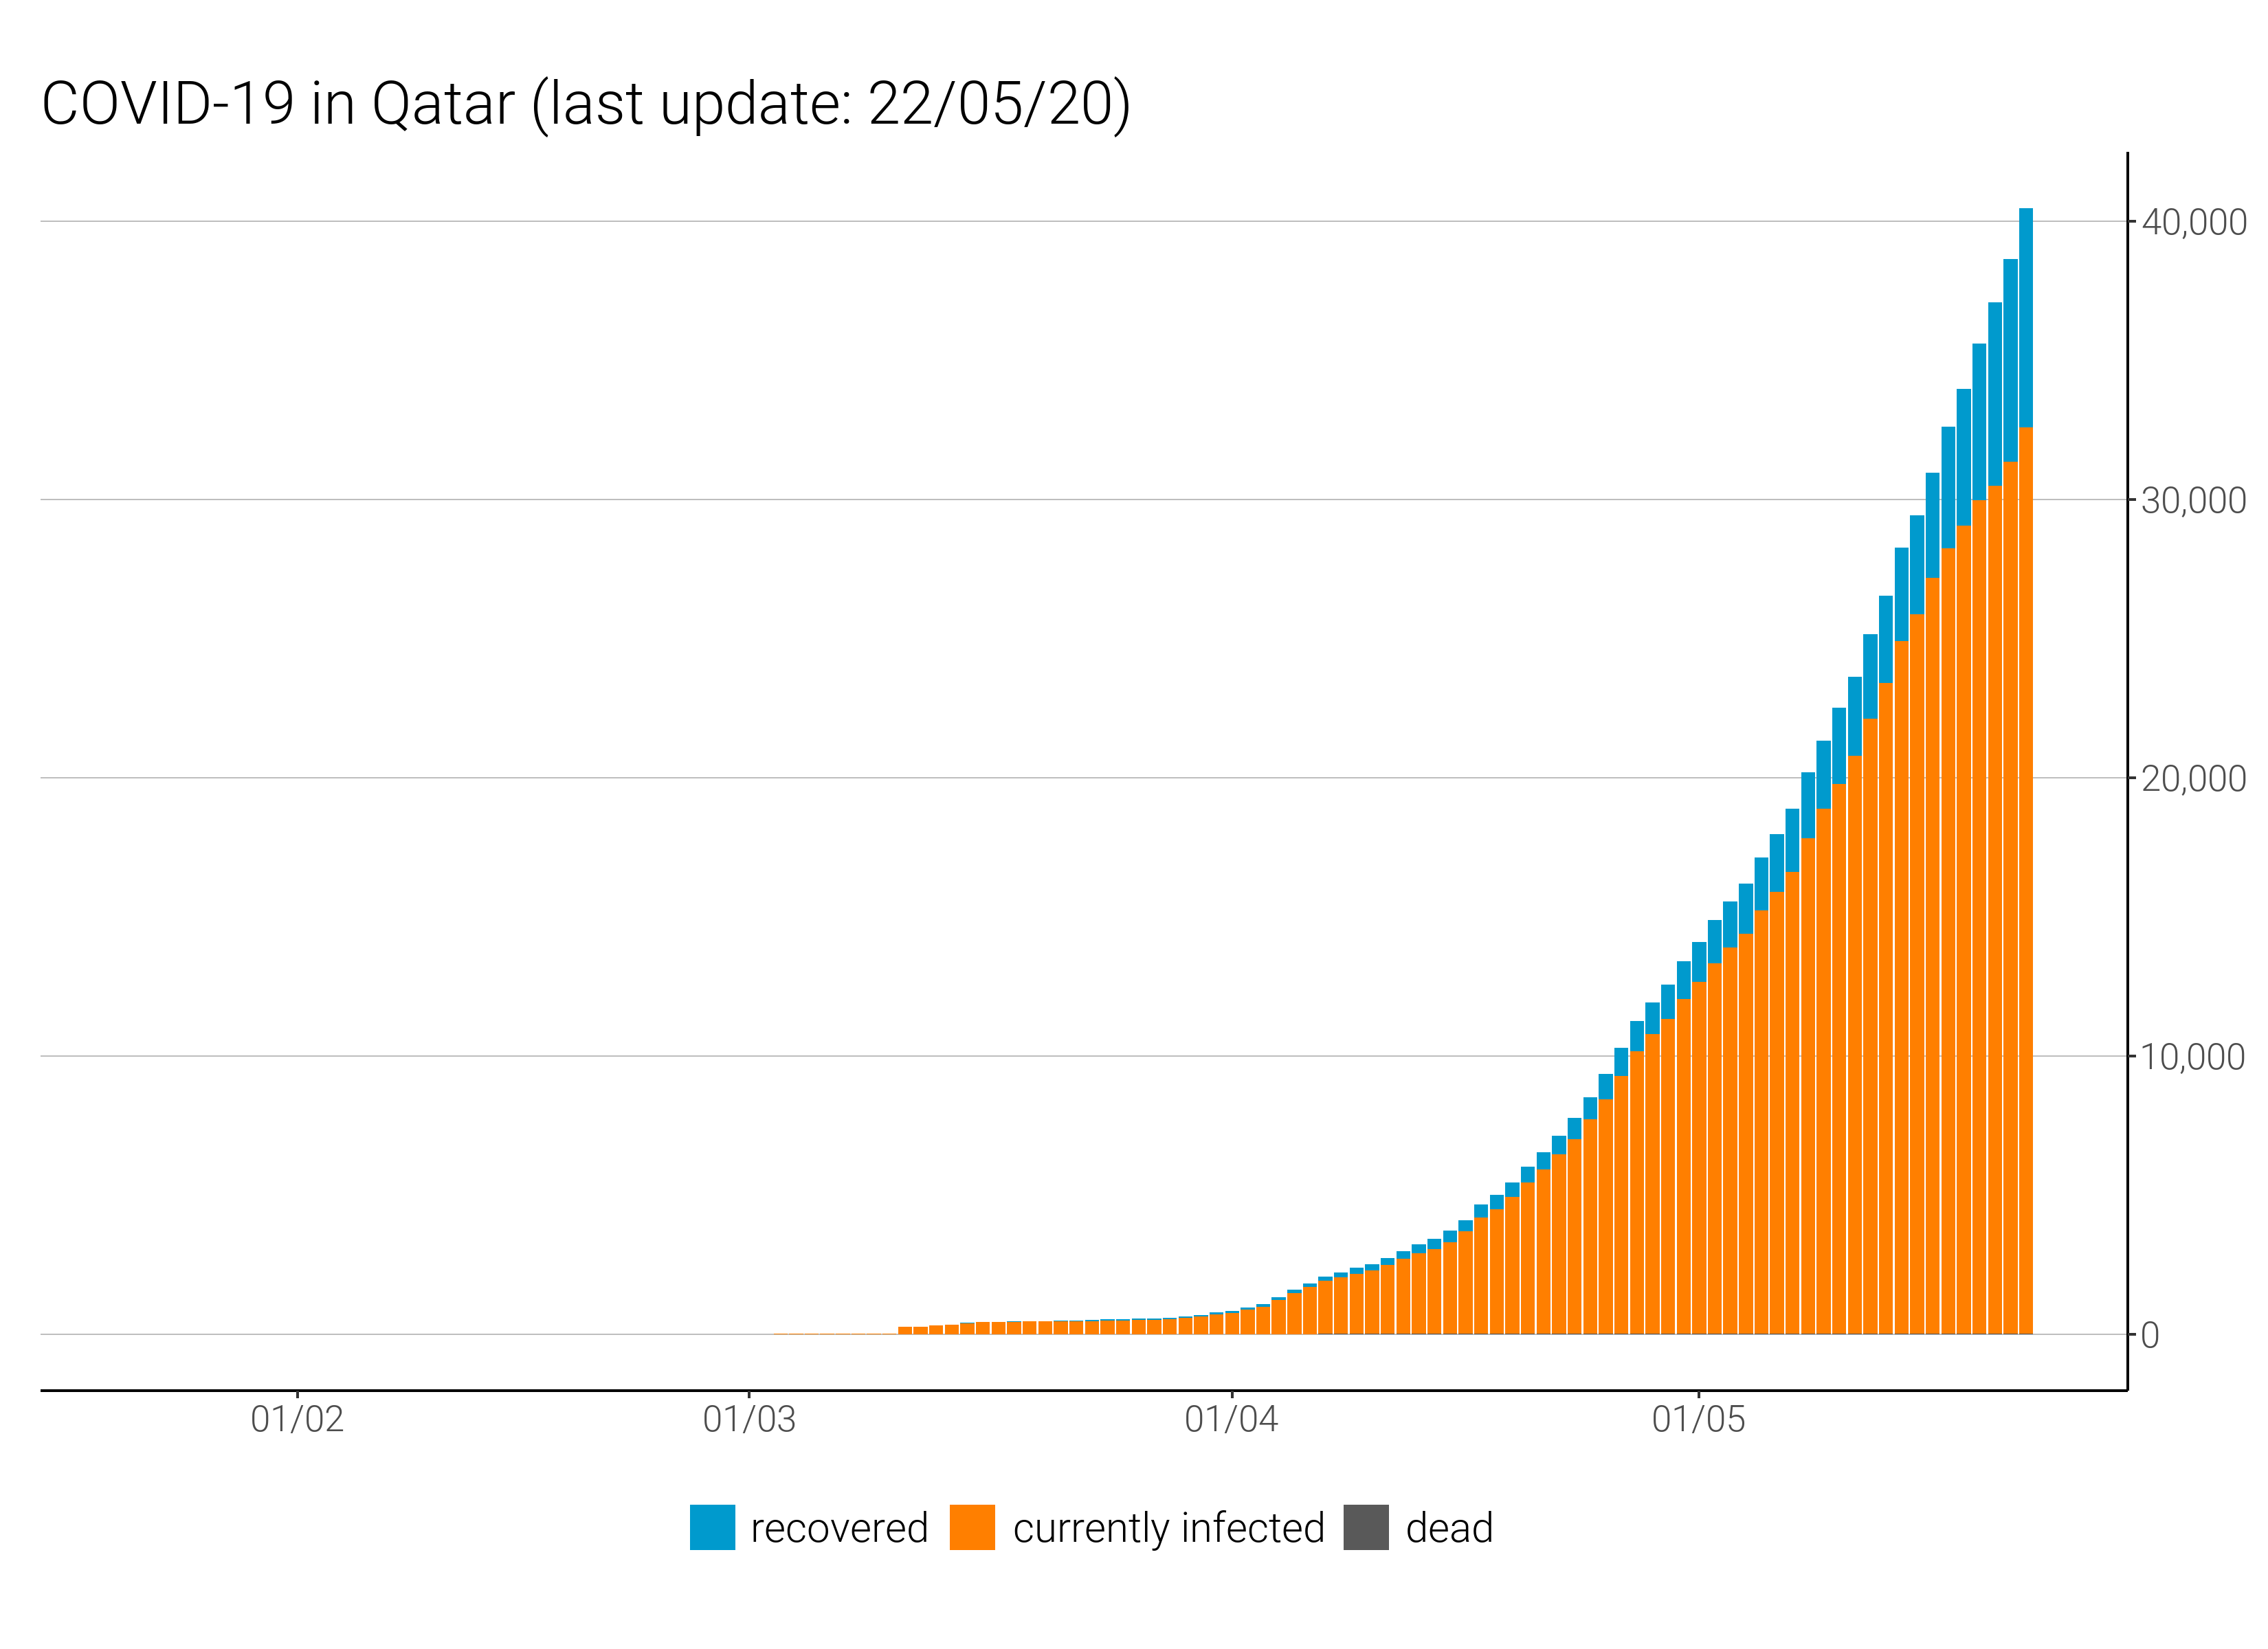 COVID-19 in Qatar (last update: 22/05/20)
40,000
30,000
20,000
10,000
0
01/02 01/03 01/04 01/05
recovered currently infected dead